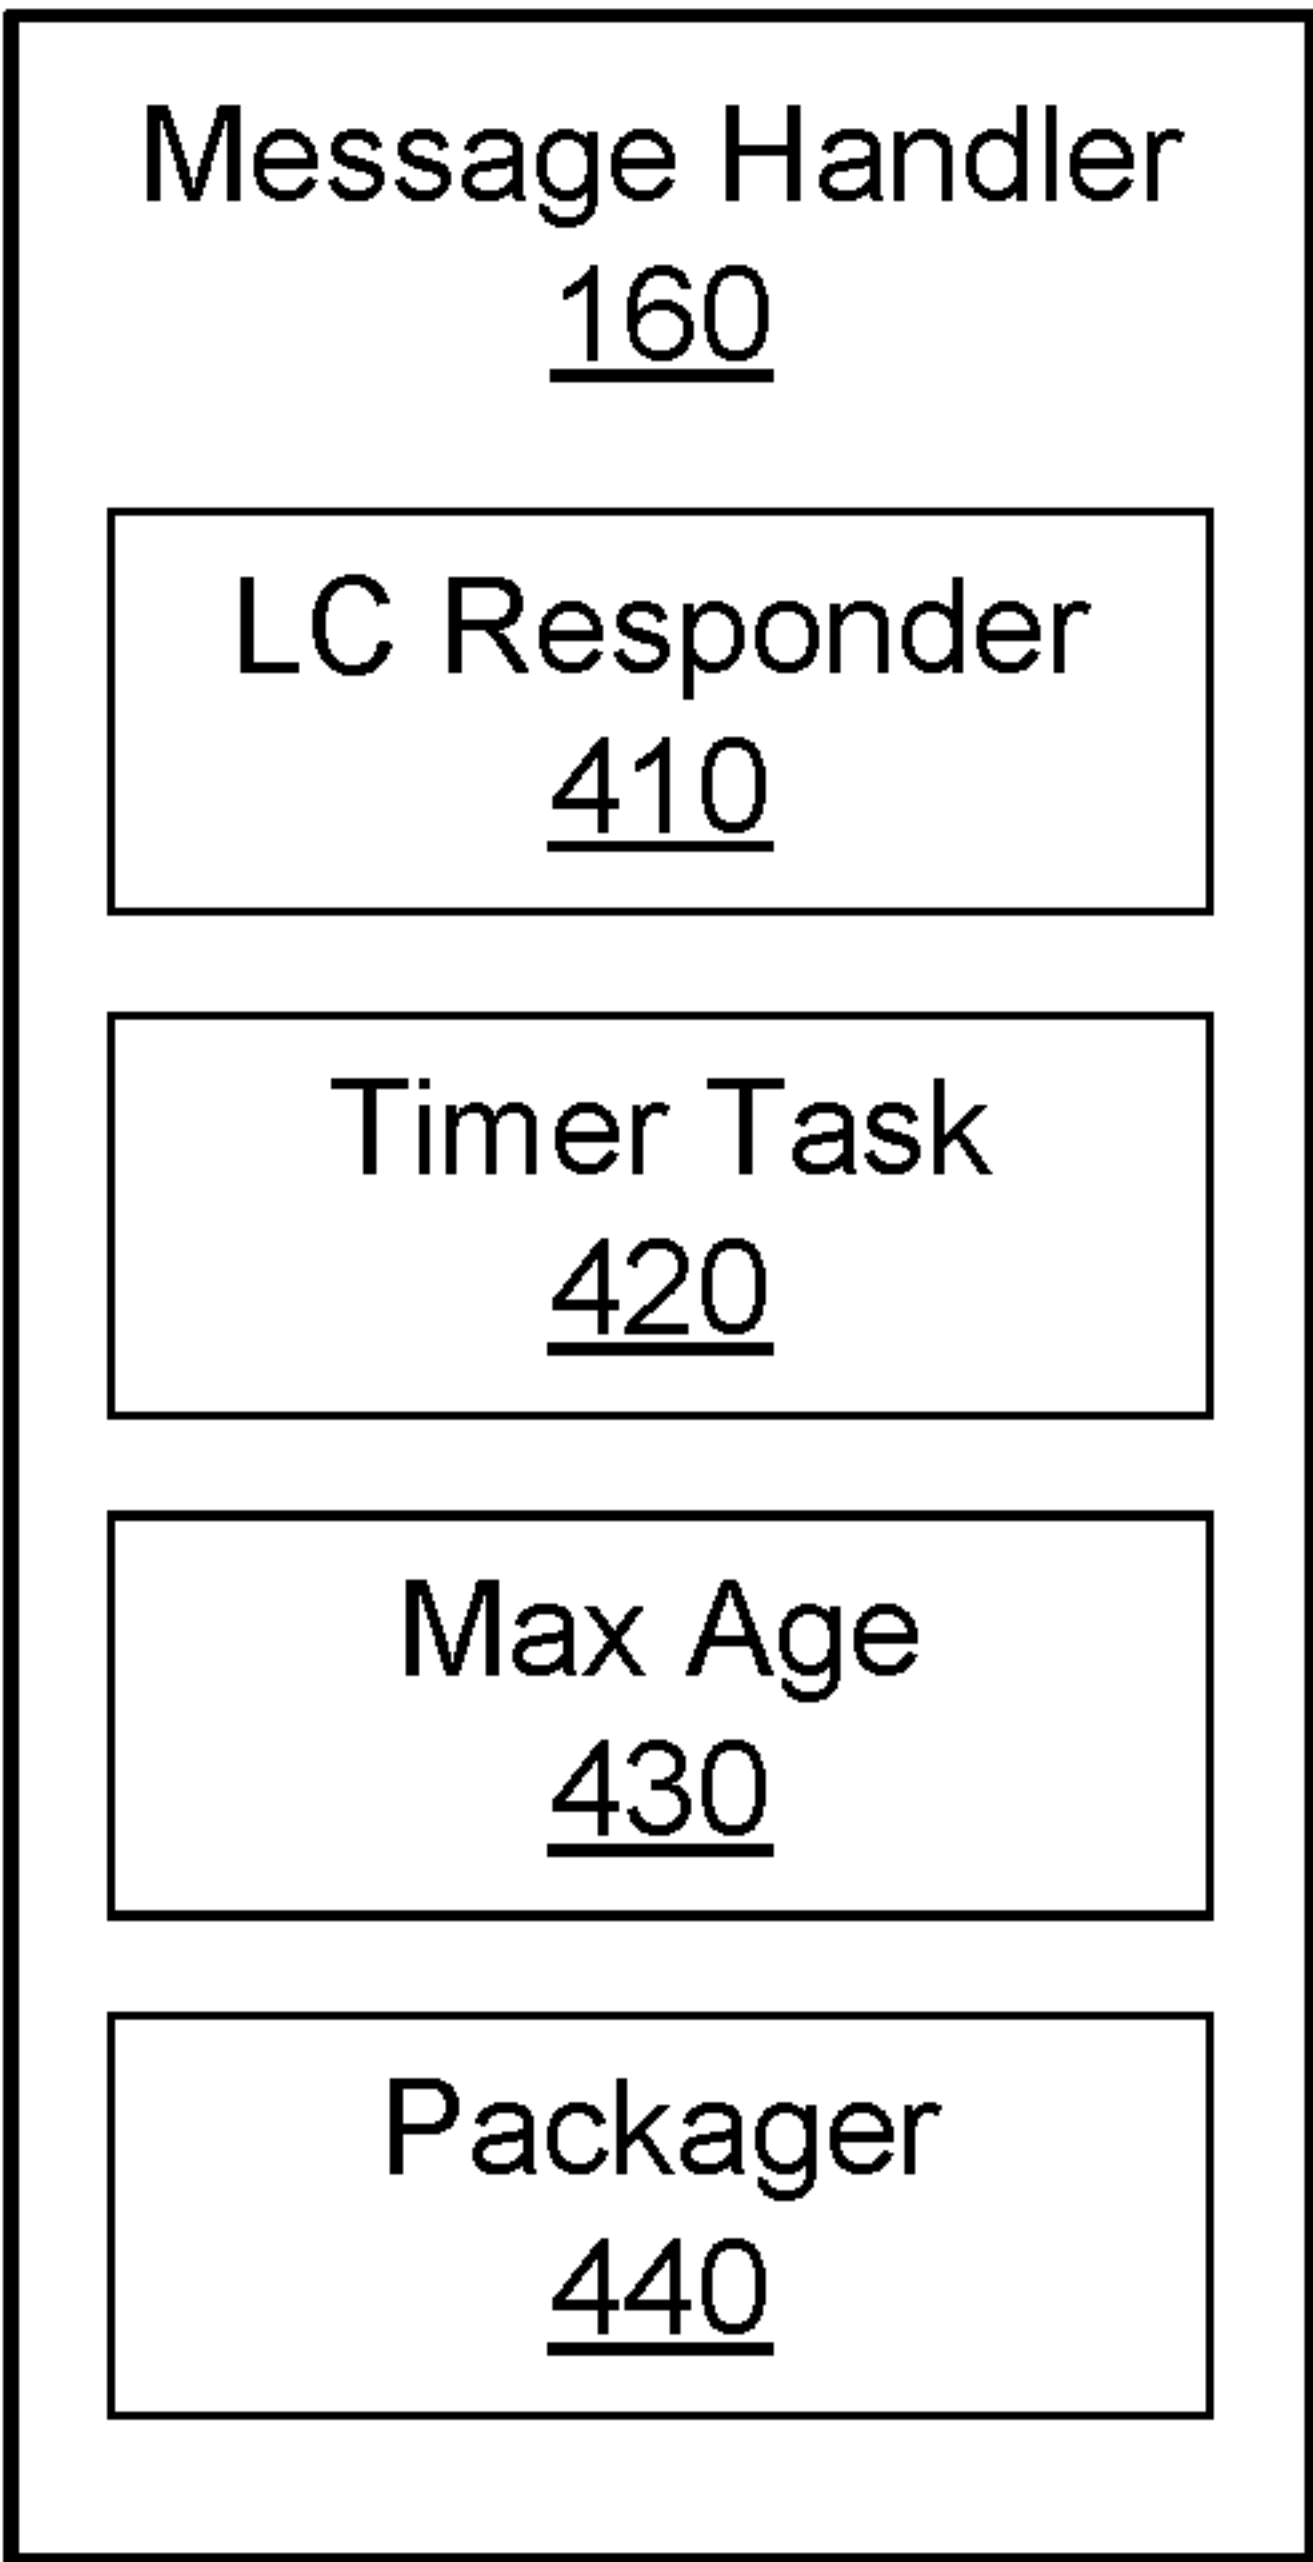 Message Handler
160
LC Responder
410
Timer Task
420
Max Age
430
Packager
440